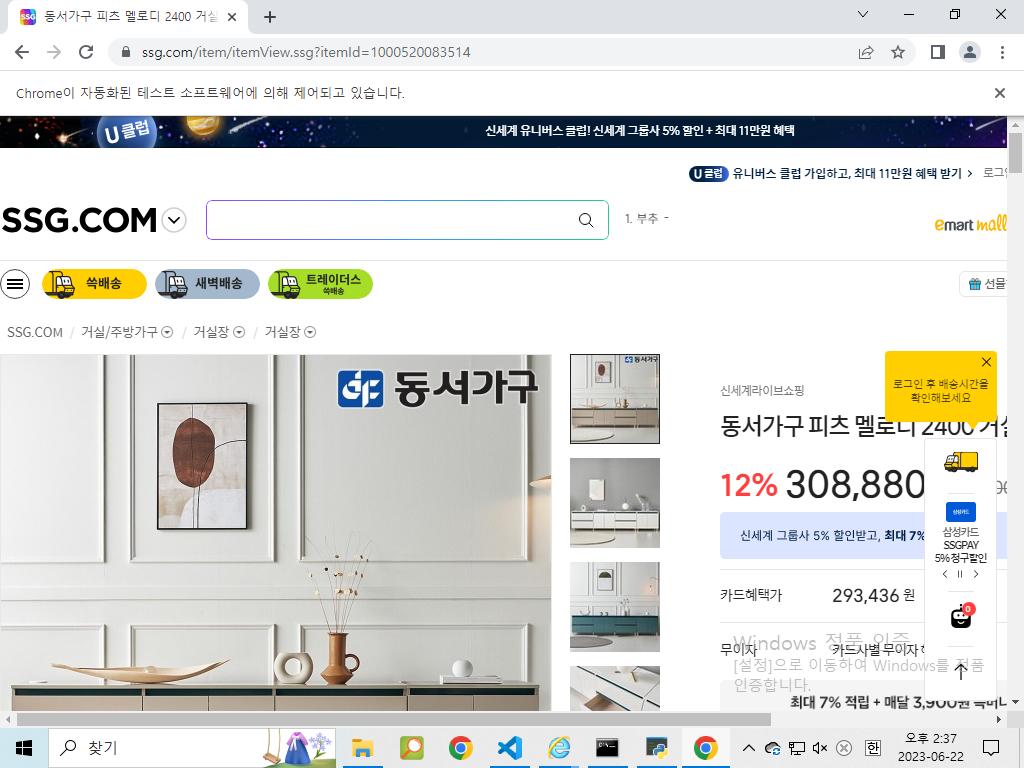 동서가구 피츠 멜로디 2400 거실
ssg.com/item/itemView.ssg?itemId=1000520083514
Chrome이 자동화된 테스트 소프트웨어에 의해 제어되고 있습니다.
U 클럽
신세계 유니버스 클럽! 신세계 그룹사 5% 할인 + 최대 11만원 혜택
U 클럽 유니버스 클럽 가입하고, 최대 11만원 혜택 받기 > 로그인
SSG.COM
1. 부추 -
emart mall
쓱배송
새벽배송
트레이더스
쓱배송
선물
SSG.COM / 거실/주방가구 / 거실장 / 거실장
동서가구
동서가구
로그인 후 배송시간을
확인해보세요
신세계라이브쇼핑
동서가구 피츠 멜로디 2400 거실
12% 308,880
신세계 그룹사 5% 할인받고, 최대 7%
삼성카드
삼성카드
SSGPAY
5% 청구할인
카드혜택가 293,436 원
0
무이자 카드사별 무이자
Windows 정품 인증
[설정]으로 이동하여 Windows를 정품
인증합니다.
최대 7% 적립 + 매달 3,900원
찾기
한
오후 2:37
2023-06-22